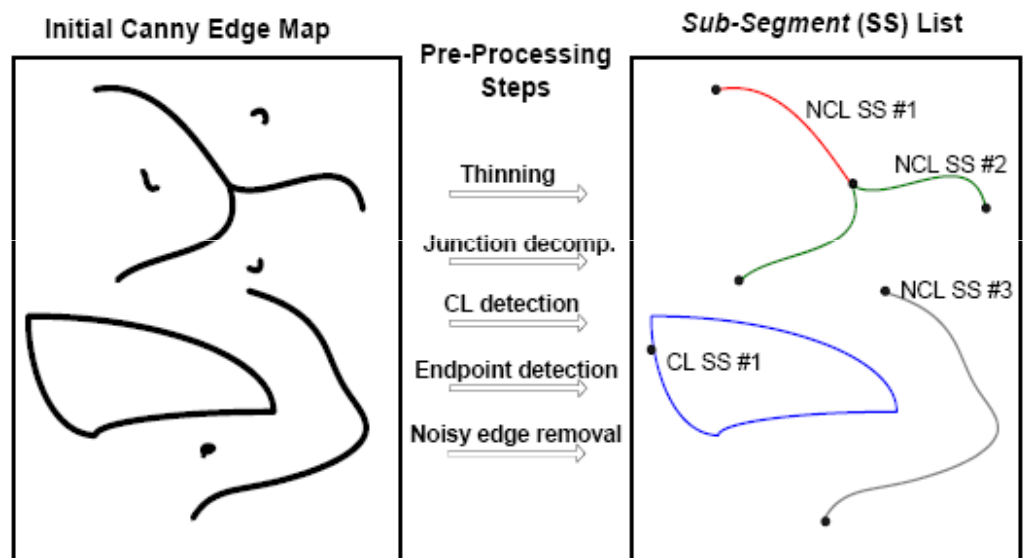 Initial Canny Edge Map
Pre-Processing
Steps
Sub-Segment (SS) List
Thinning
Junction decomp.
CL detection
Endpoint detection
Noisy edge removal
NCL SS #1
NCL SS #2
NCL SS #3
CL SS #1